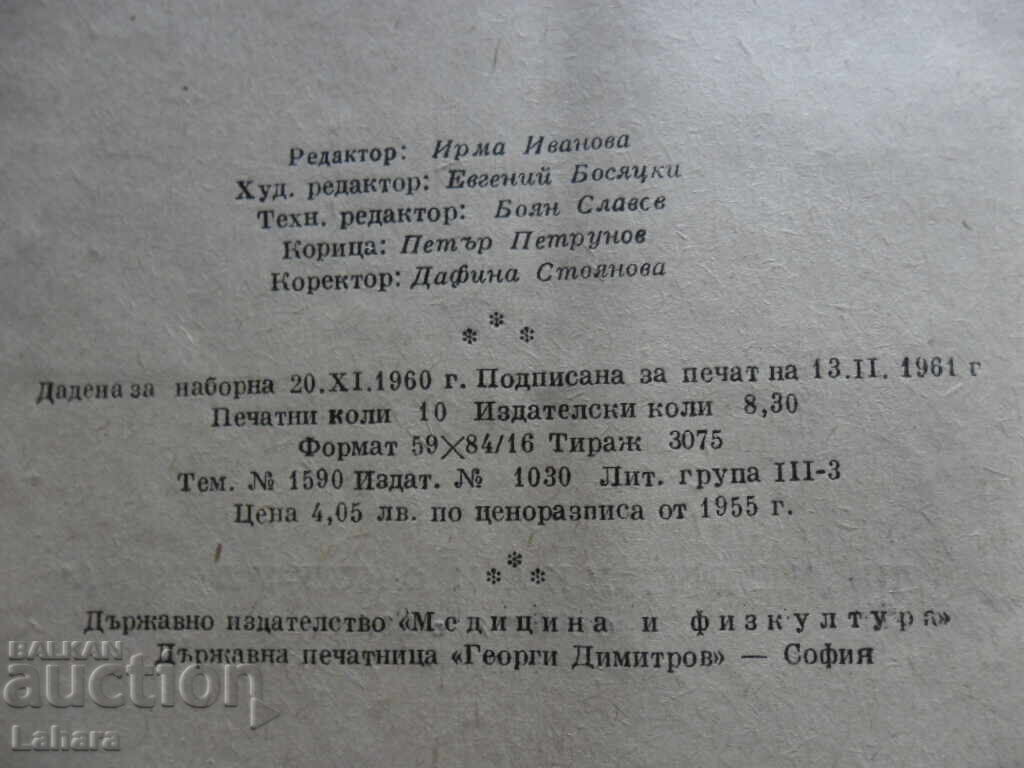 Редактор: Ирма Иванова
Худ. редактор: Евгений Босяцки
Техн. редактор: Боян Славев
Корица: Петър Петрунов
Коректор: Дафина Стоянова
* * *
Дадена за наборна 20.XI.1960 г. Подписана за печат на 13.II. 1961 г
Печатни коли 10 Издателски коли 8,30
Формат 59×84/16 Тираж 3075
Тем. № 1590 Издат. № 1030 Лит. група III-3
Цена 4,05 лв. по ценоразписа от 1955 г.
* * *
Държавно издателство «Медицина и физкултура»
Държавна печатница «Георги Димитров» — София
BALKAN
auction
Lahara